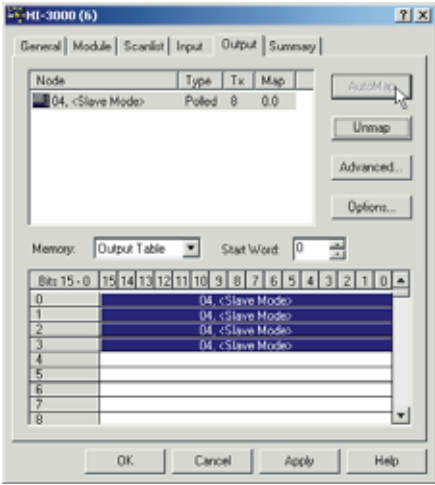 HI-3000 (6)
General Module Scanlist Input Output Summary
Node Type Tx Map
04, <Slave Mode> Polled 8 0.0
AutoMap
Unmap
Advanced...
Options...
Memory: Output Table Start Word: 0
Bits 15 - 0 15 14 13 12 11 10 9 8 7 6 5 4 3 2 1 0
0 04, <Slave Mode>
1 04, <Slave Mode>
2 04, <Slave Mode>
3 04, <Slave Mode>
4
5
6
7
8
OK Cancel Apply Help